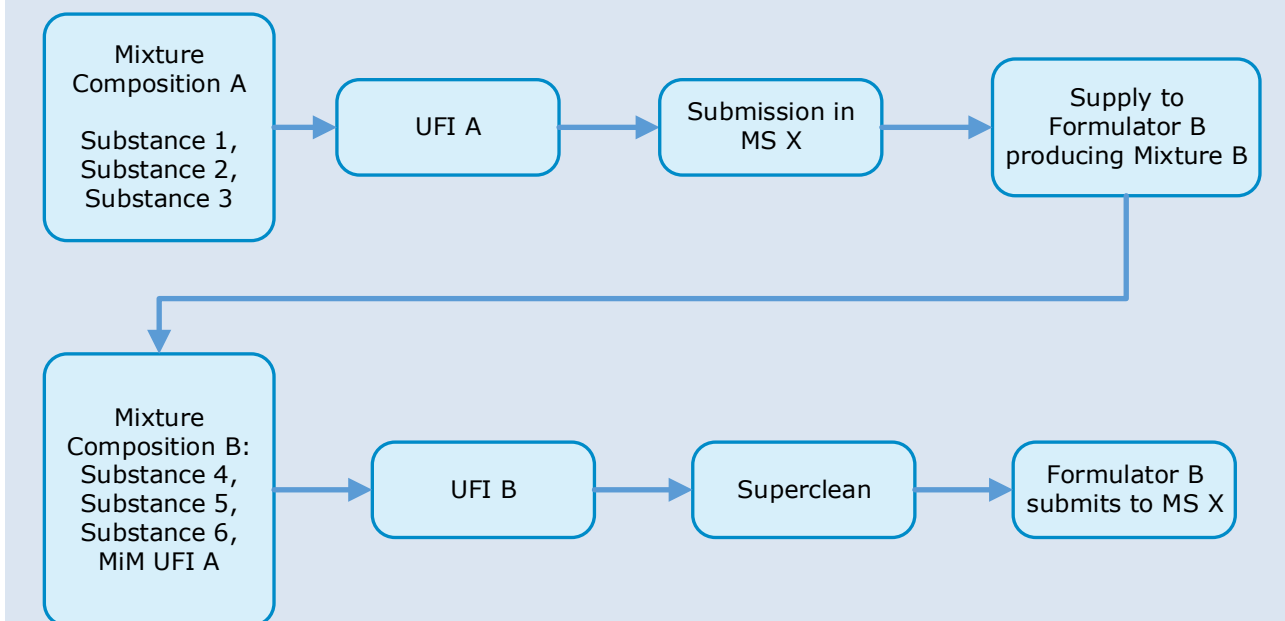 Mixture
Composition A
Substance 1,
Substance 2,
Substance 3
UFI A
Submission in
MS X
Supply to
Formulator B
producing Mixture B
Mixture
Composition B:
Substance 4,
Substance 5,
Substance 6,
MiM UFI A
UFI B
Superclean
Formulator B
submits to MS X